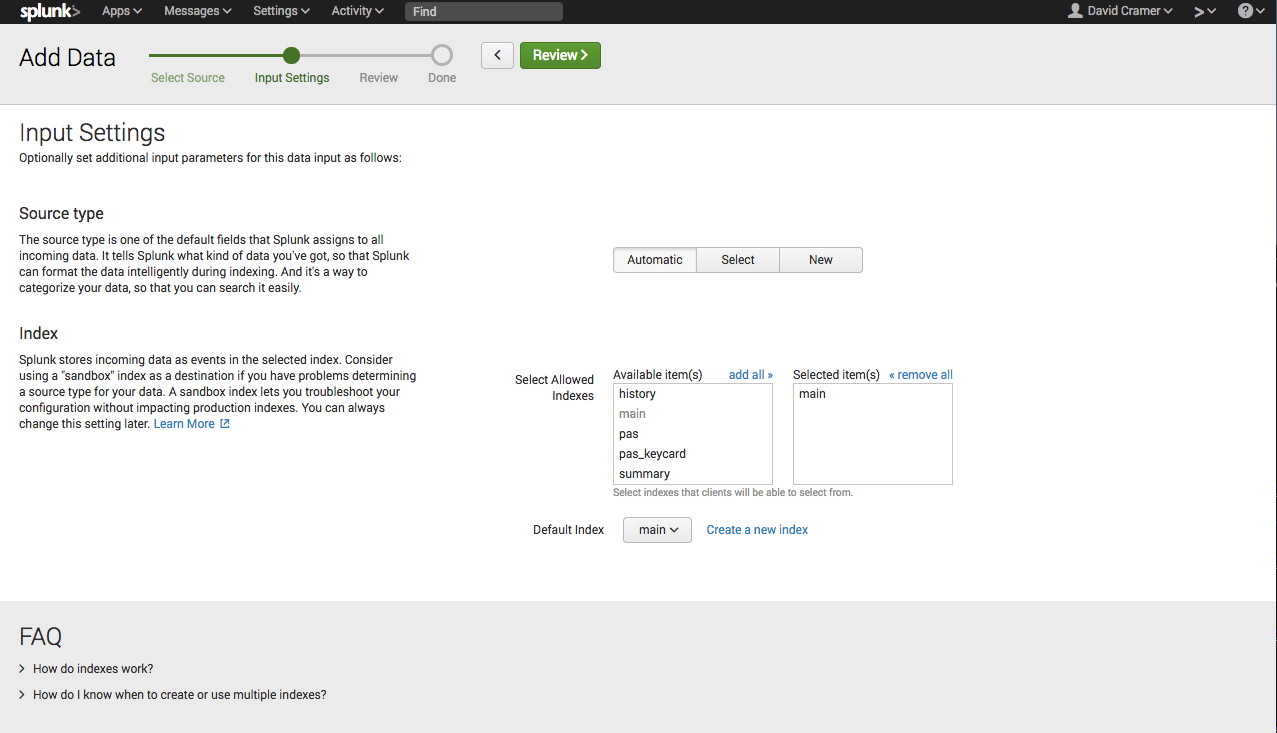 splunk> Apps Messages Settings Activity Find David Cramer >_ ?
Add Data
Select Source Input Settings Review Done
< Review >
Input Settings
Optionally set additional input parameters for this data input as follows:
Source type
The source type is one of the default fields that Splunk assigns to all
incoming data. It tells Splunk what kind of data you've got, so that Splunk
can format the data intelligently during indexing. And it's a way to
categorize your data, so that you can search it easily.
Automatic Select New
Index
Splunk stores incoming data as events in the selected index. Consider
using a "sandbox" index as a destination if you have problems determining
a source type for your data. A sandbox index lets you troubleshoot your
configuration without impacting production indexes. You can always
change this setting later. Learn More
Select Allowed
Indexes
Available item(s) add all »
history
main
pas
pas_keycard
summary
Selected item(s) « remove all
main
Select indexes that clients will be able to select from.
Default Index main Create a new index
FAQ
> How do indexes work?
> How do I know when to create or use multiple indexes?